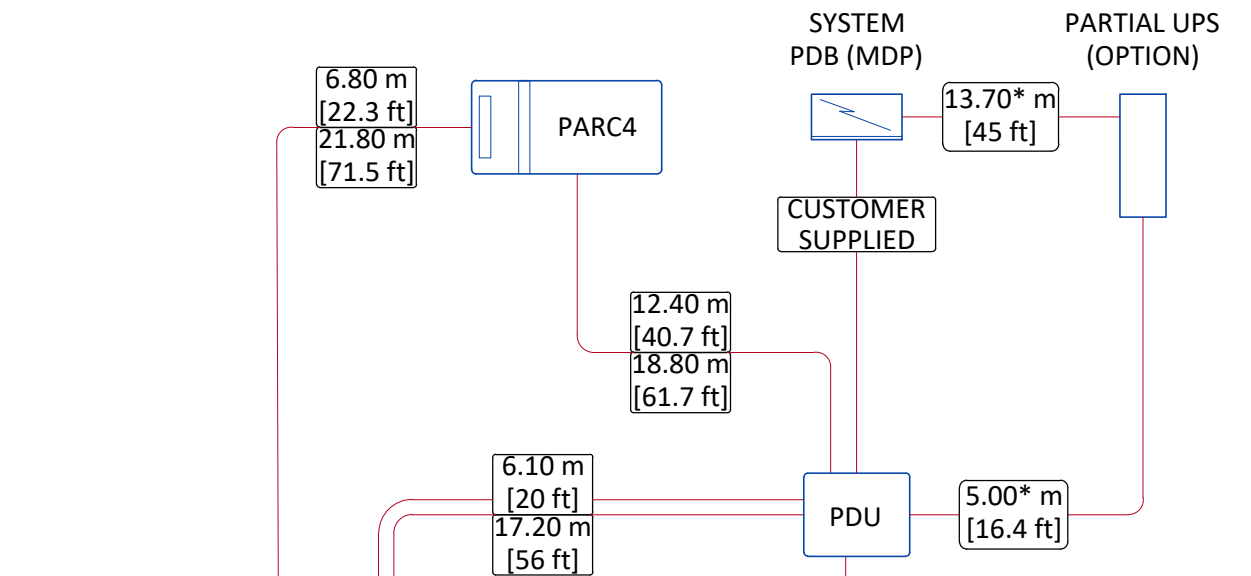 SYSTEM
PDB (MDP)
PARTIAL UPS
(OPTION)
6.80 m
[22.3 ft]
21.80 m
[71.5 ft]
PARC4
13.70* m
[45 ft]
CUSTOMER
SUPPLIED
12.40 m
[40.7 ft]
18.80 m
[61.7 ft]
6.10 m
[20 ft]
17.20 m
[56 ft]
PDU
5.00* m
[16.4 ft]